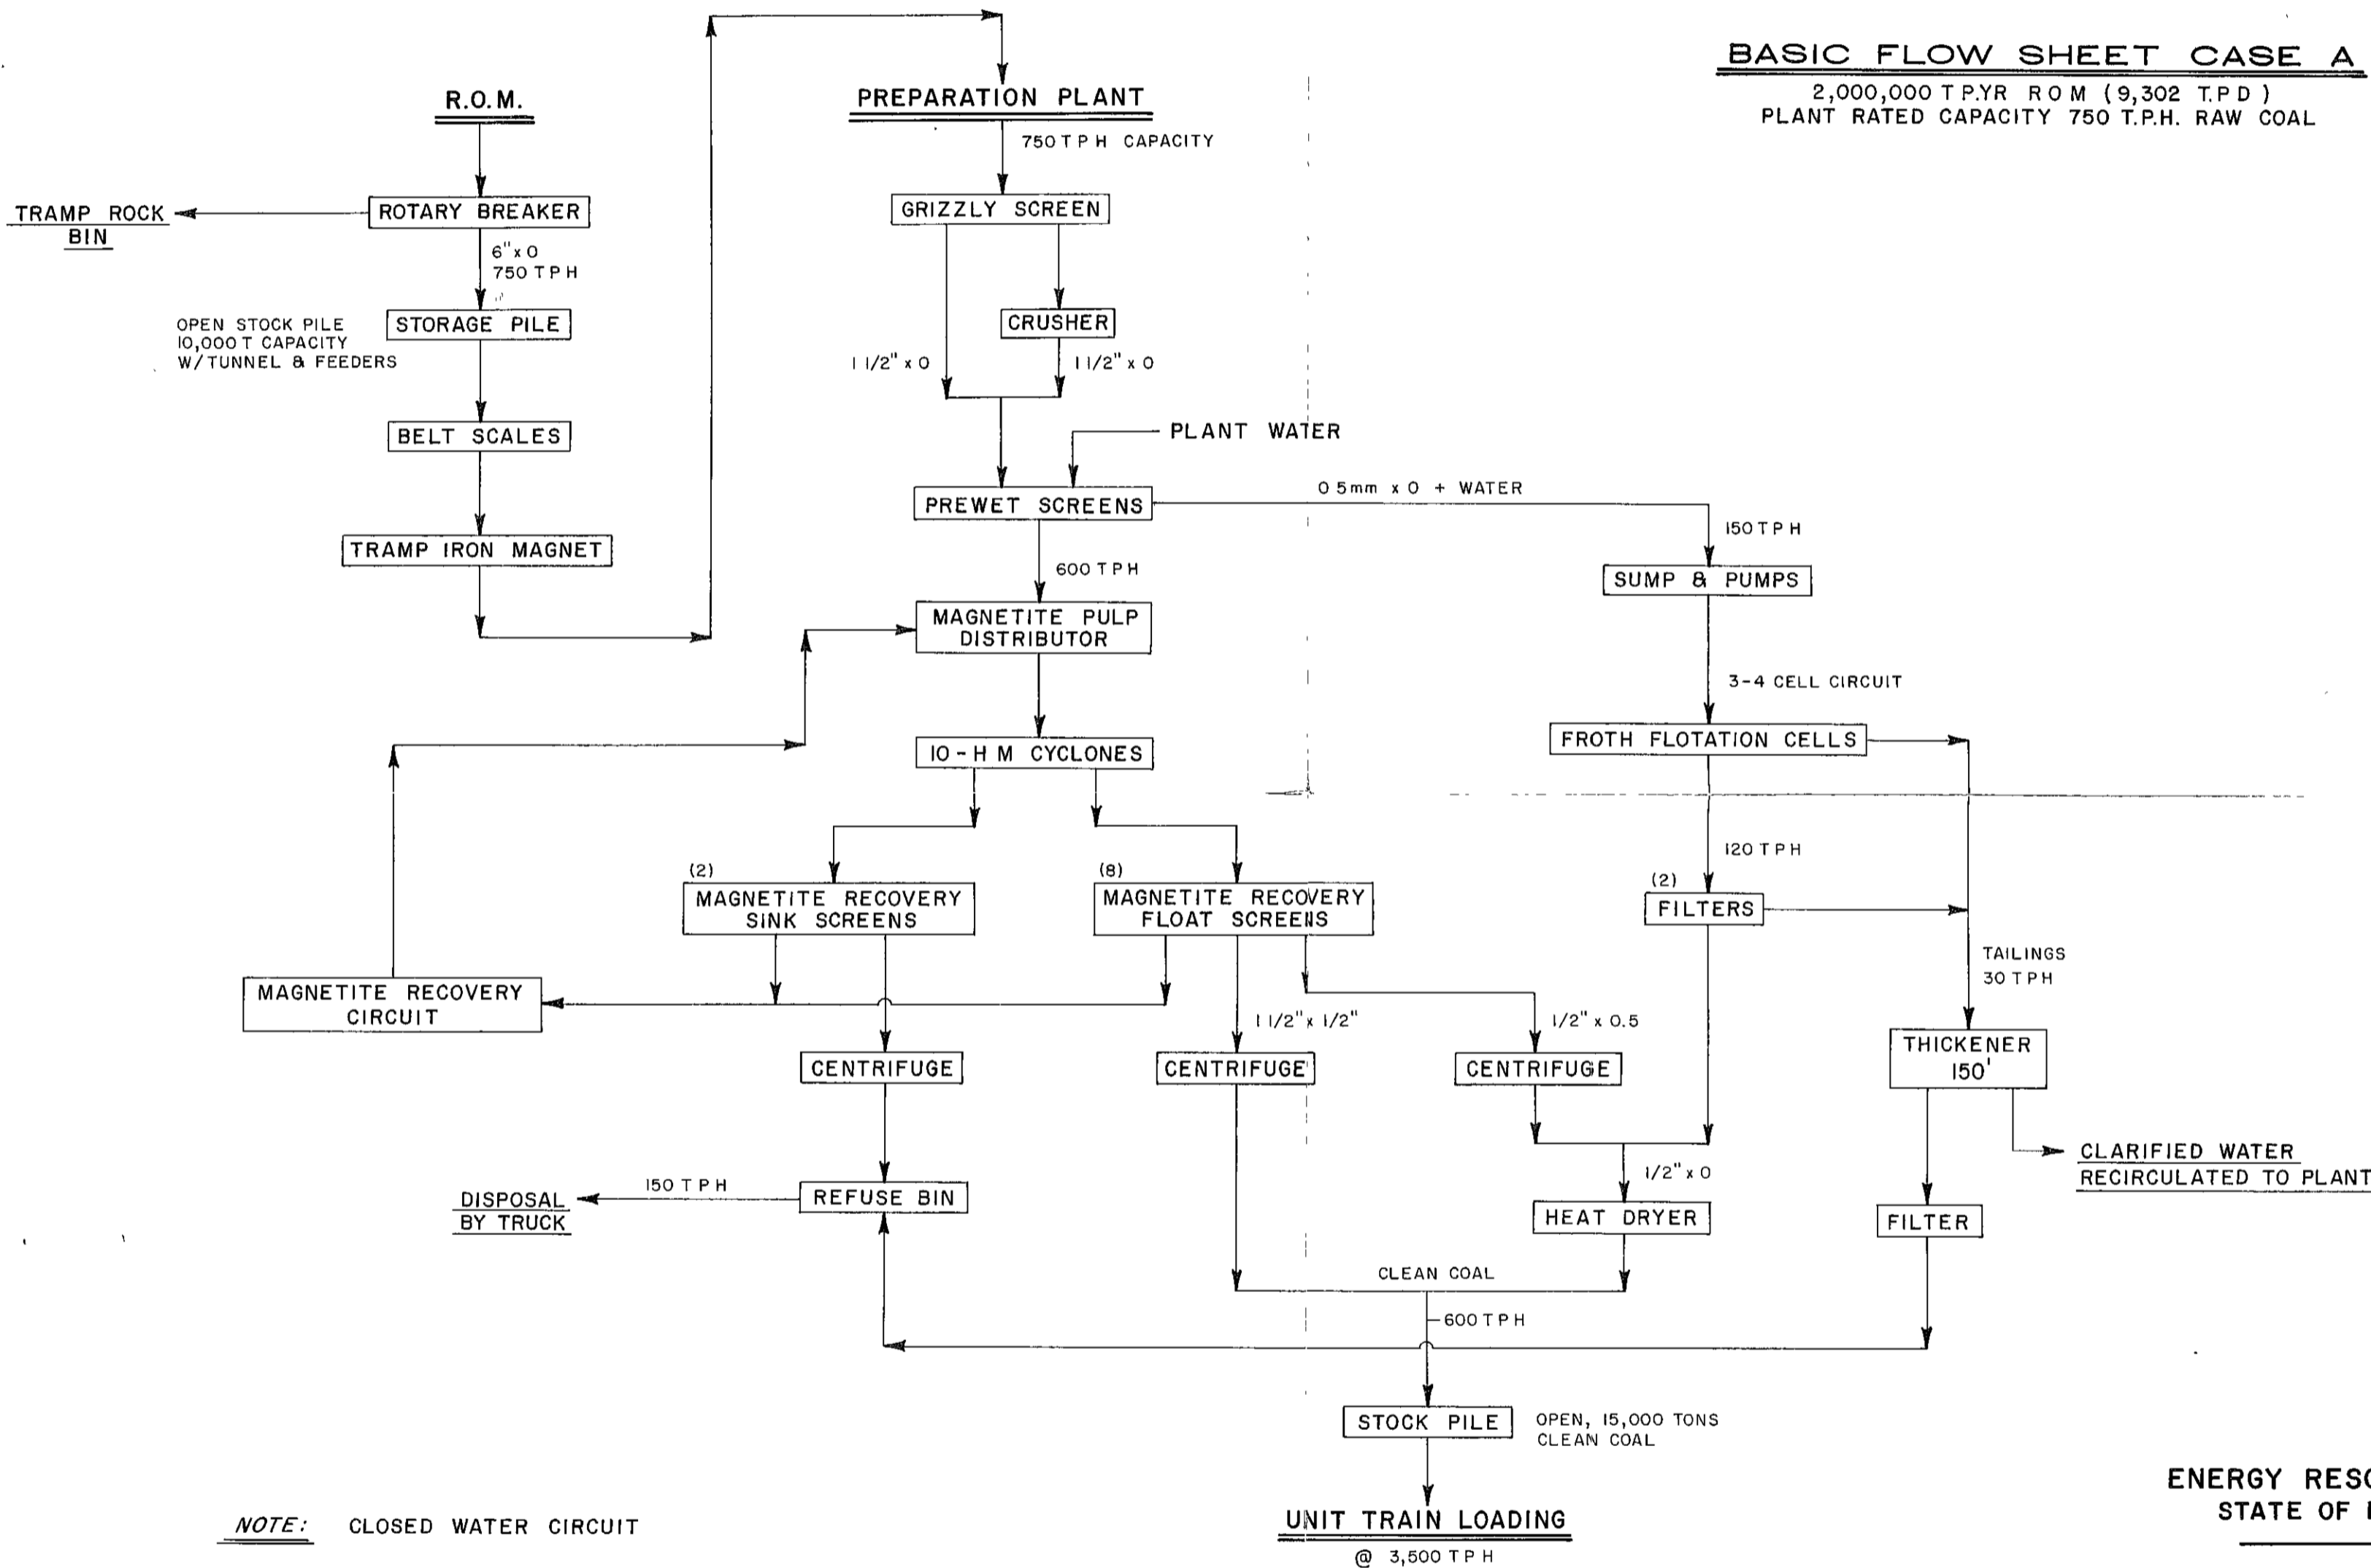 BASIC FLOW SHEET CASE A
2,000,000 T P.YR R O M (9,302 T.P D)
PLANT RATED CAPACITY 750 T.P.H. RAW COAL
R.O.M.
TRAMP ROCK
BIN
ROTARY BREAKER
6" x 0
750 T P H
OPEN STOCK PILE
10,000 T CAPACITY
W/ TUNNEL & FEEDERS
STORAGE PILE
BELT SCALES
TRAMP IRON MAGNET
PREPARATION PLANT
750 T P H CAPACITY
GRIZZLY SCREEN
CRUSHER
1 1/2" x 0
1 1/2" x 0
PLANT WATER
PREWET SCREENS
0 5mm x 0 + WATER
150 T P H
600 T P H
SUMP & PUMPS
MAGNETITE PULP
DISTRIBUTOR
3-4 CELL CIRCUIT
10 - H M CYCLONES
FROTH FLOTATION CELLS
120 T P H
(2)
MAGNETITE RECOVERY
SINK SCREENS
(8)
MAGNETITE RECOVERY
FLOAT SCREENS
(2)
FILTERS
TAILINGS
30 T P H
MAGNETITE RECOVERY
CIRCUIT
1 1/2" x 1/2"
1/2" x 0.5
CENTRIFUGE
CENTRIFUGE
CENTRIFUGE
THICKENER
150'
CLARIFIED WATER
RECIRCULATED TO PLANT
1/2" x 0
150 T P H
DISPOSAL
BY TRUCK
REFUSE BIN
HEAT DRYER
FILTER
CLEAN COAL
600 T P H
STOCK PILE
OPEN, 15,000 TONS
CLEAN COAL
UNIT TRAIN LOADING
@ 3,500 T P H
NOTE: CLOSED WATER CIRCUIT
ENERGY
STATE OF